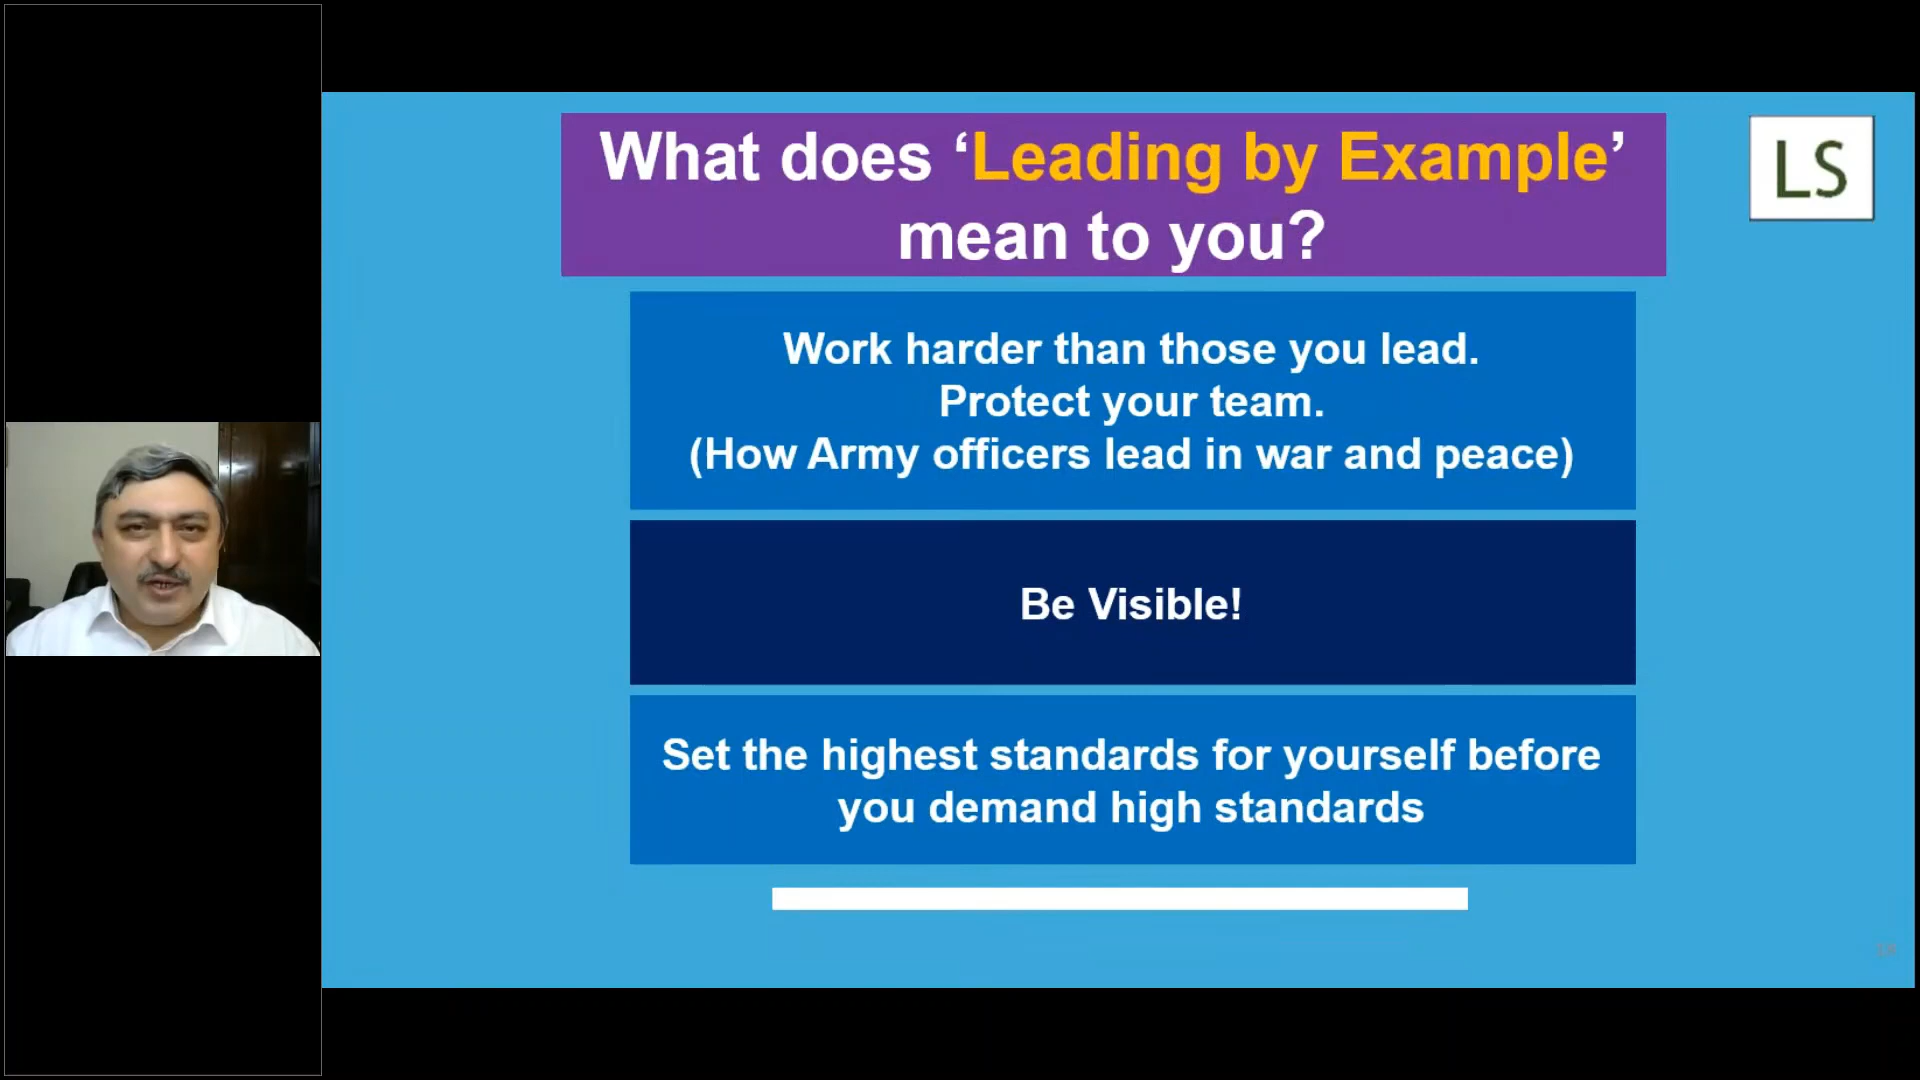 What does ‘Leading by Example’
mean to you?
LS
Work harder than those you lead.
Protect your team.
(How Army officers lead in war and peace)
Be Visible!
Set the highest standards for yourself before
you demand high standards